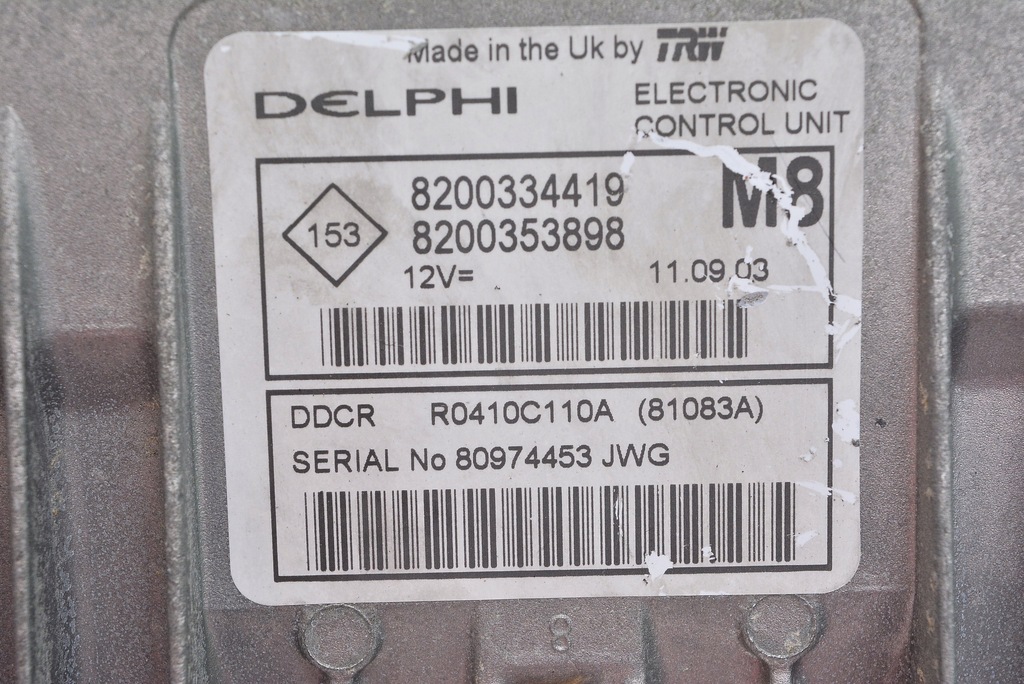 Made in the Uk by TRW
DELPHI
ELECTRONIC
CONTROL UNIT
M8
153
8200334419
8200353898
12V=
11.09.03
DDCR R0410C110A (81083A)
SERIAL No 80974453 JWG
8